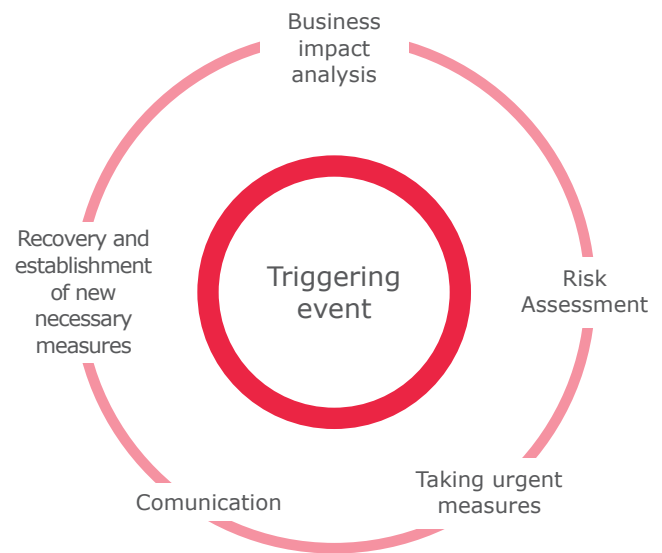 Business
impact
analysis
Risk
Assessment
Taking urgent
measures
Comunication
Recovery and
establishment
of new
necessary
measures
Triggering
event